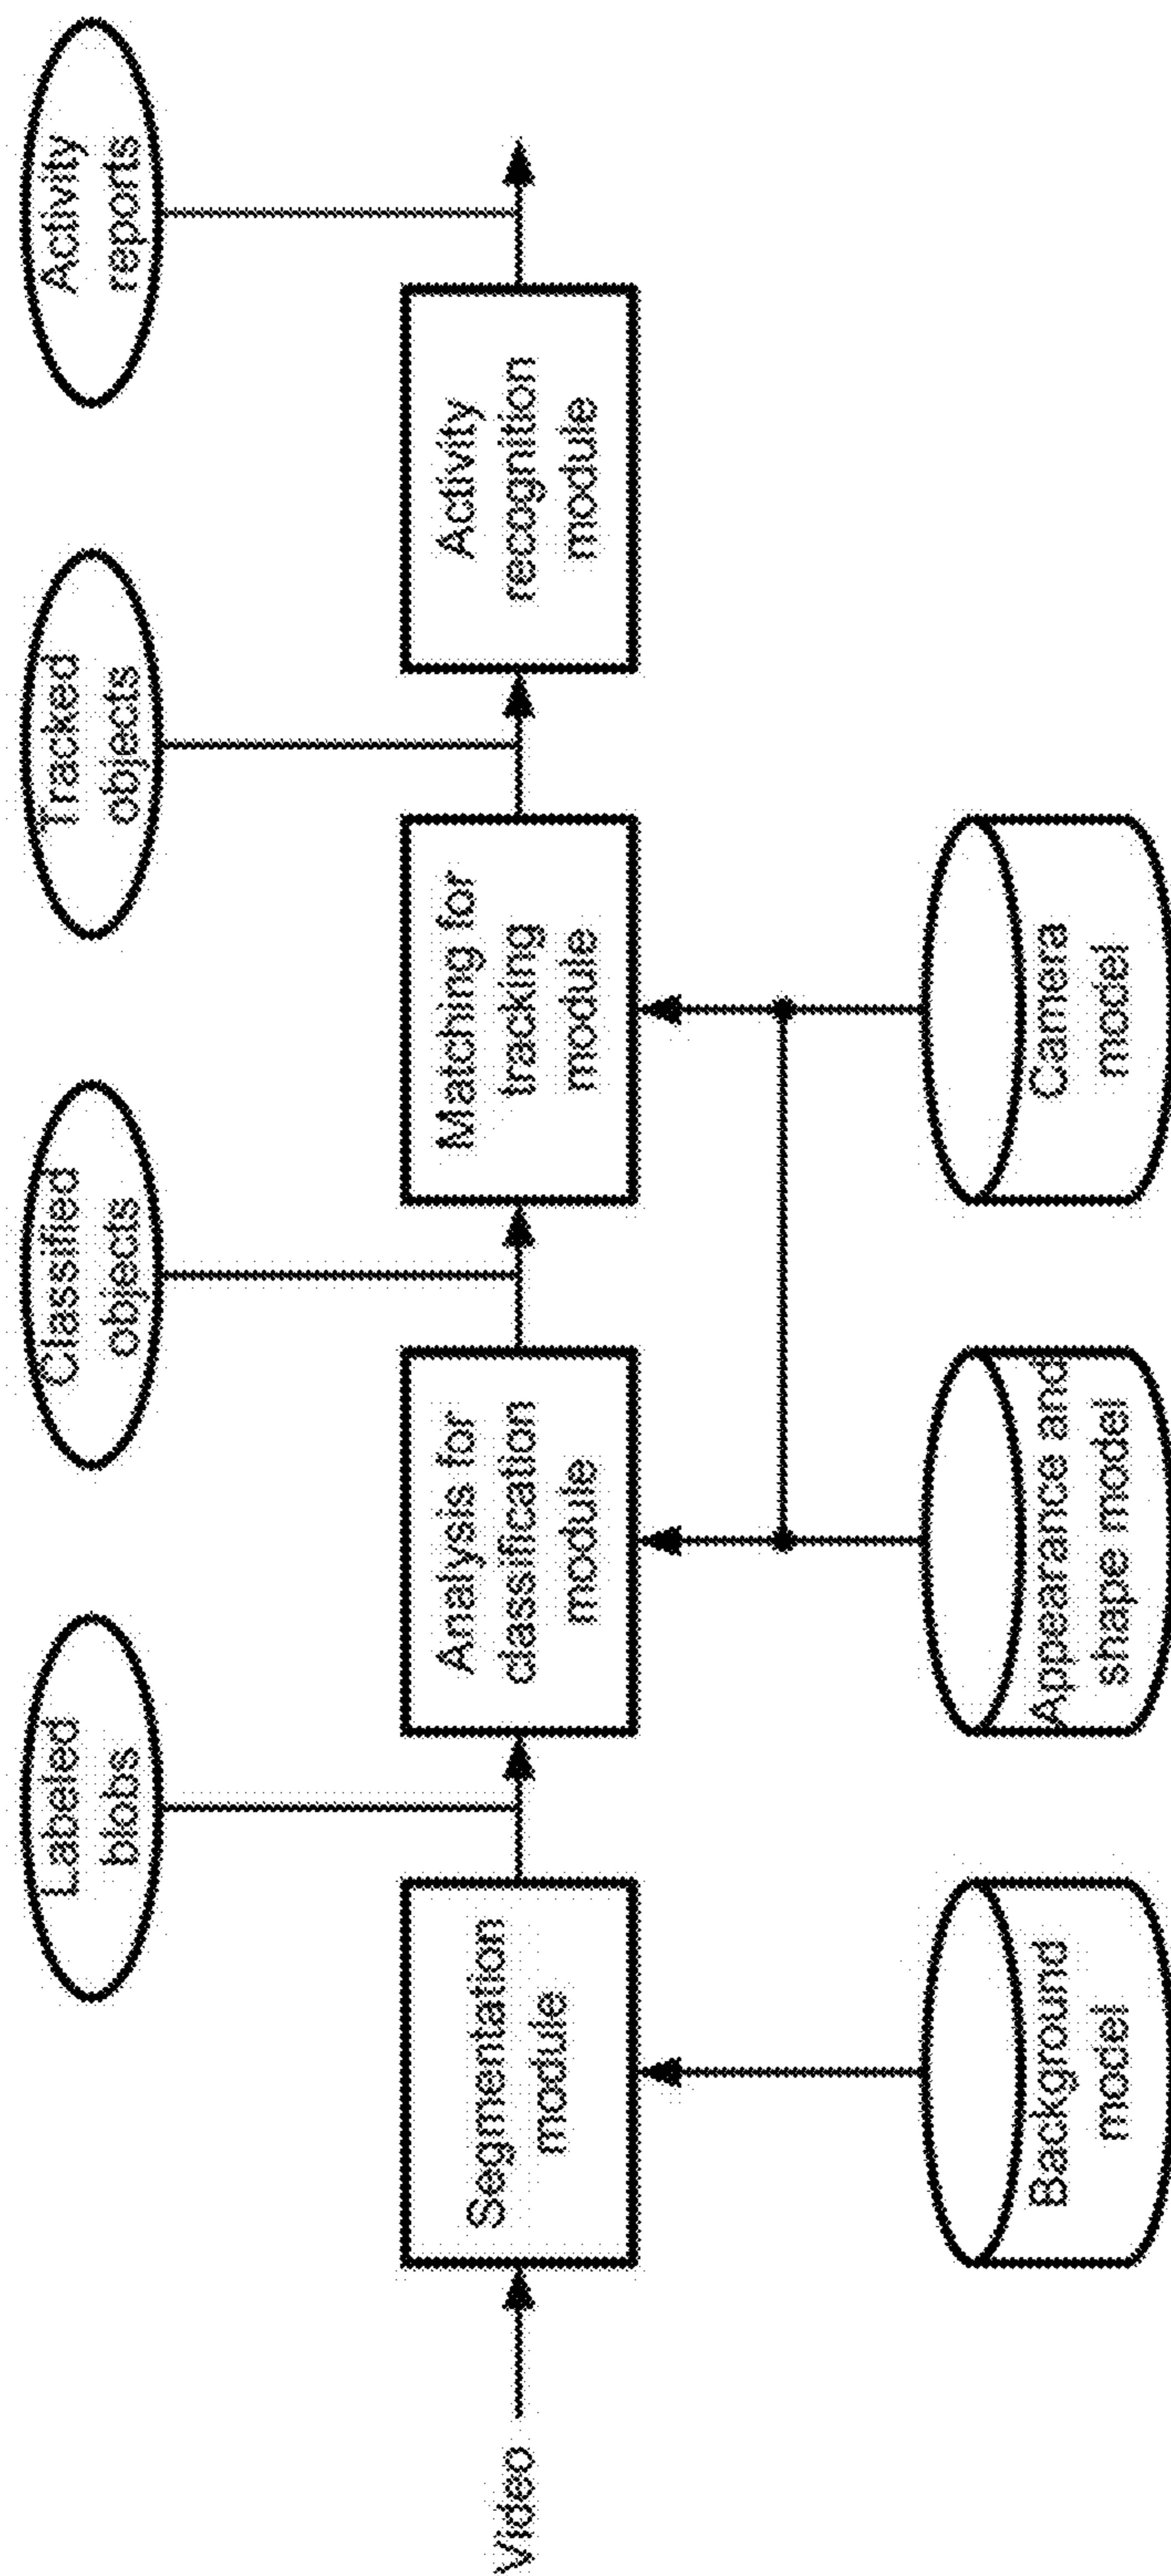 Labeled
blobs
Classified
objects
Tracked
objects
Activity
reports
Video
Segmentation
module
Analysis for
classification
module
Matching for
tracking
module
Activity
recognition
module
Background
model
Appearance and
shape model
Camera
model